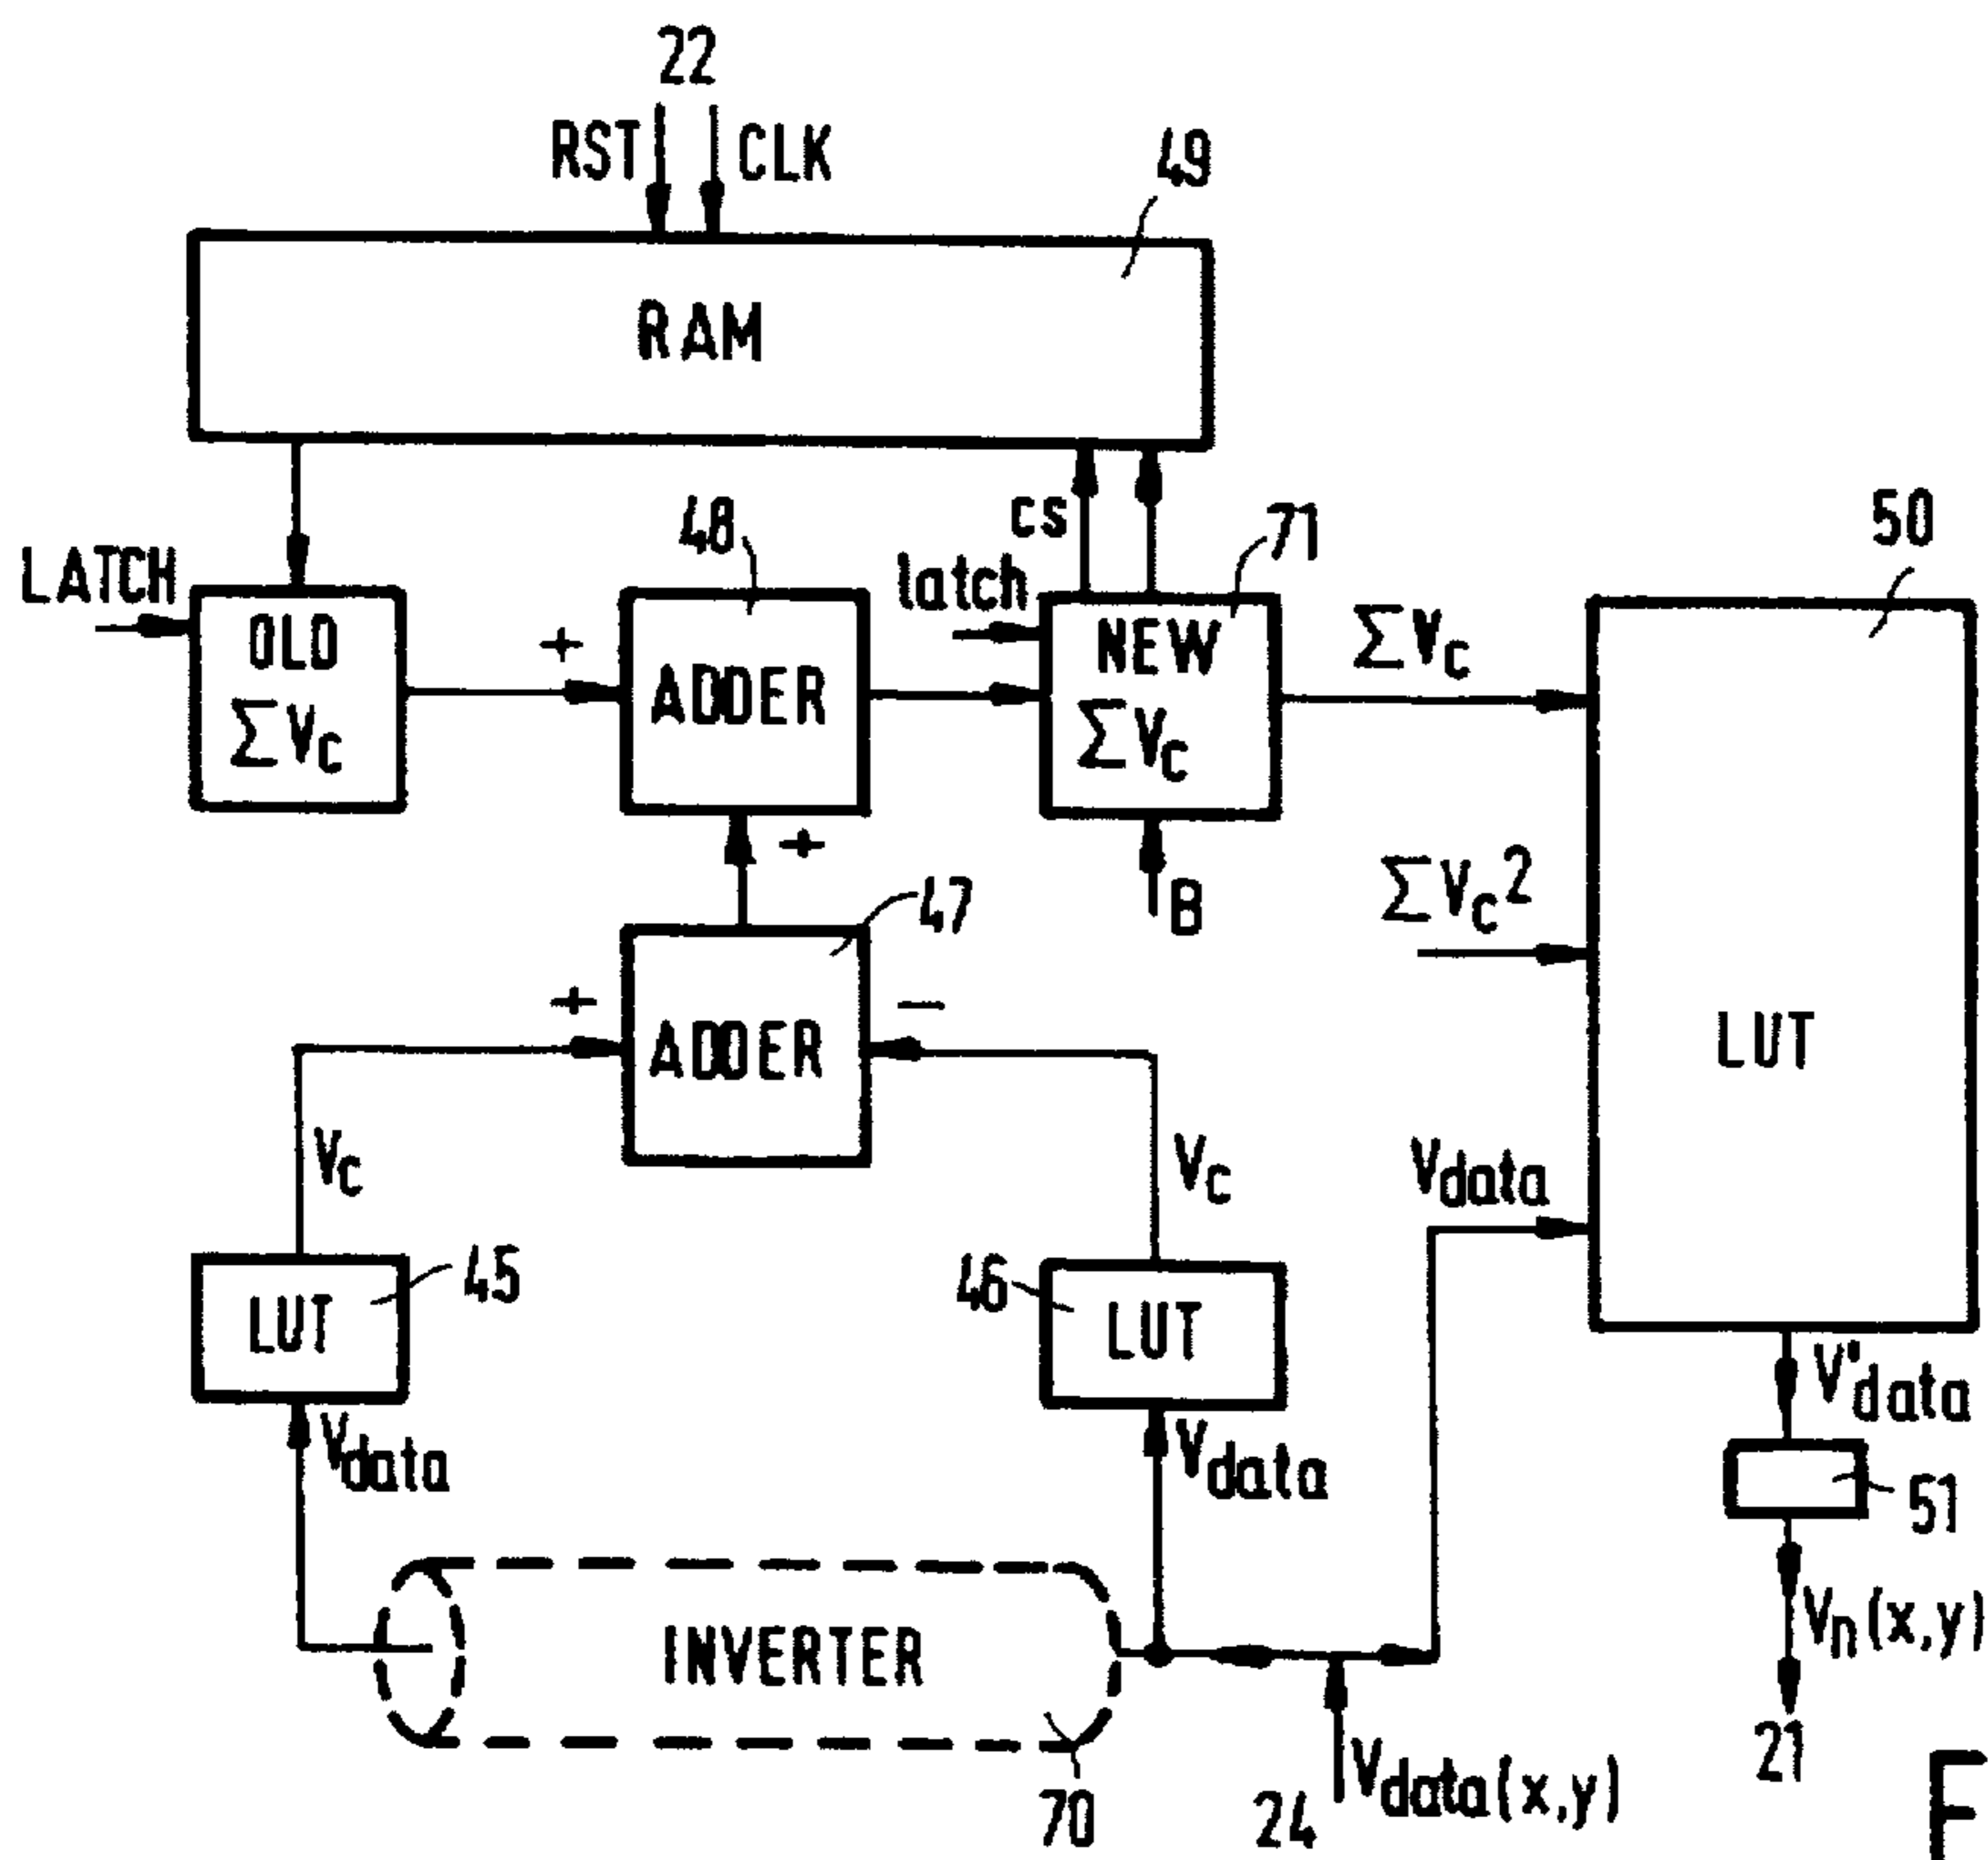 22
RST CLK
49
RAM
cs
48
71
50
LATCH
latch
OLD
ΣVc
+
ADDER
NEW
ΣVc
ΣVc
+
B
ΣVc2
47
+
ADDER
−
LUT
Vc
Vc
Vdata
45
46
LUT
LUT
V'data
Vdata
Vdata
51
INVERTER
Vn(x,y)
21
70
24
Vdata(x,y)
F